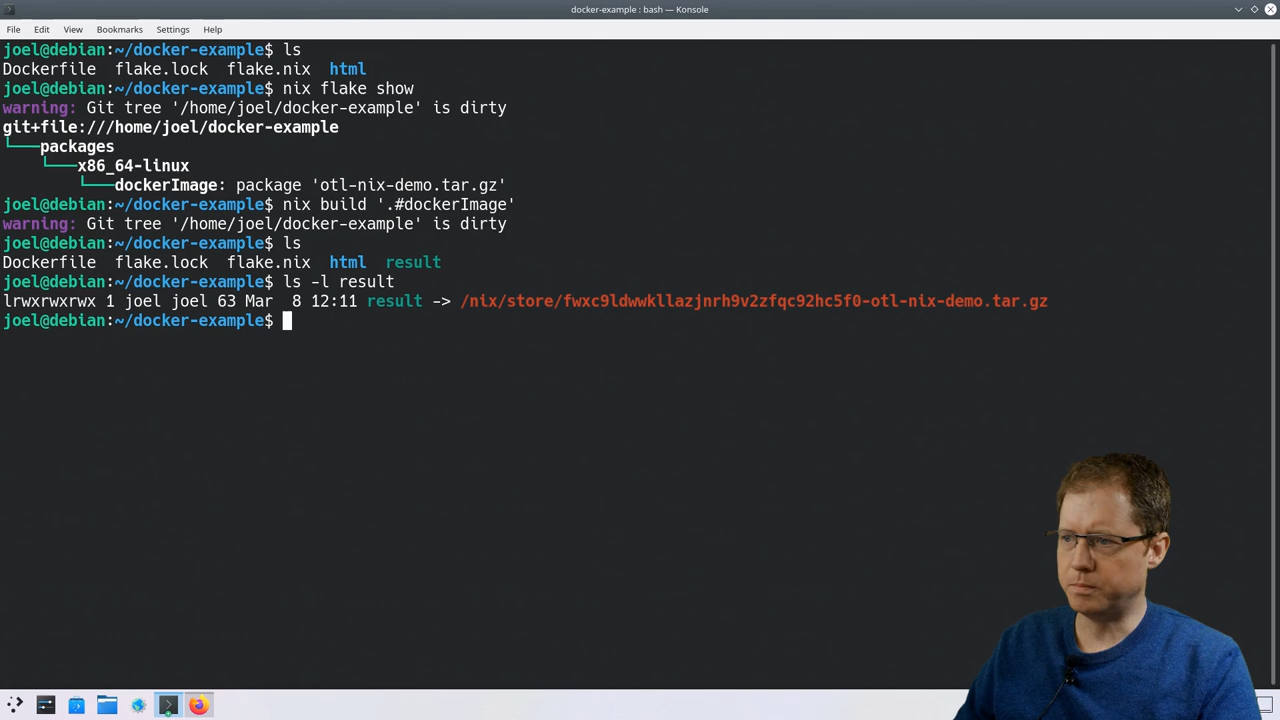 docker-example : bash — Konsole
File Edit View Bookmarks Settings Help
joel@debian:~/docker-example$ ls
Dockerfile  flake.lock  flake.nix  html
joel@debian:~/docker-example$ nix flake show
warning: Git tree '/home/joel/docker-example' is dirty
git+file:///home/joel/docker-example
└───packages
    └───x86_64-linux
        └───dockerImage: package 'otl-nix-demo.tar.gz'
joel@debian:~/docker-example$ nix build '.#dockerImage'
warning: Git tree '/home/joel/docker-example' is dirty
joel@debian:~/docker-example$ ls
Dockerfile  flake.lock  flake.nix  html  result
joel@debian:~/docker-example$ ls -l result
lrwxrwxrwx 1 joel joel 63 Mar  8 12:11 result -> /nix/store/fwxc9ldwwkllazjnrh9v2zfqc92hc5f0-otl-nix-demo.tar.gz
joel@debian:~/docker-example$